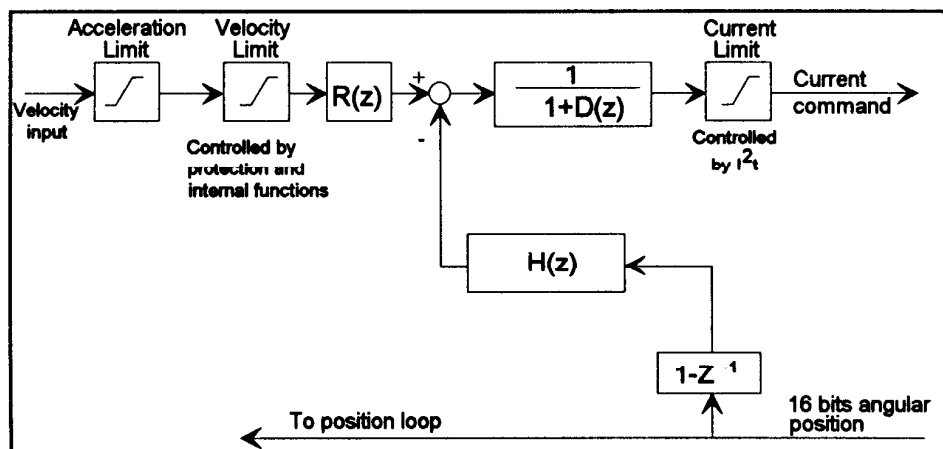 Acceleration
Limit
Velocity
Limit
Current
Limit
Velocity
input
R(z)
+
-
1
1+D(z)
Current
command
Controlled by
protection and
internal functions
Controlled
by I²t
H(z)
1-Z⁻¹
To position loop
16 bits angular
position